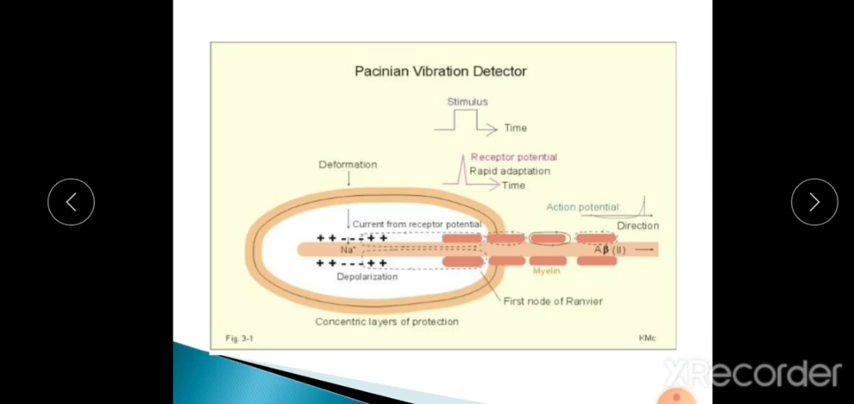 Pacinian Vibration Detector
Stimulus
Time
Receptor potential
Rapid adaptation
Time
Deformation
Action potential:
Direction
Current from receptor potential
+ + - - - + +
Na⁺
Aβ (II)
+ + - - - + +
Depolarization
Myelin
First node of Ranvier
Concentric layers of protection
Fig. 3-1
KMc
XRecorder